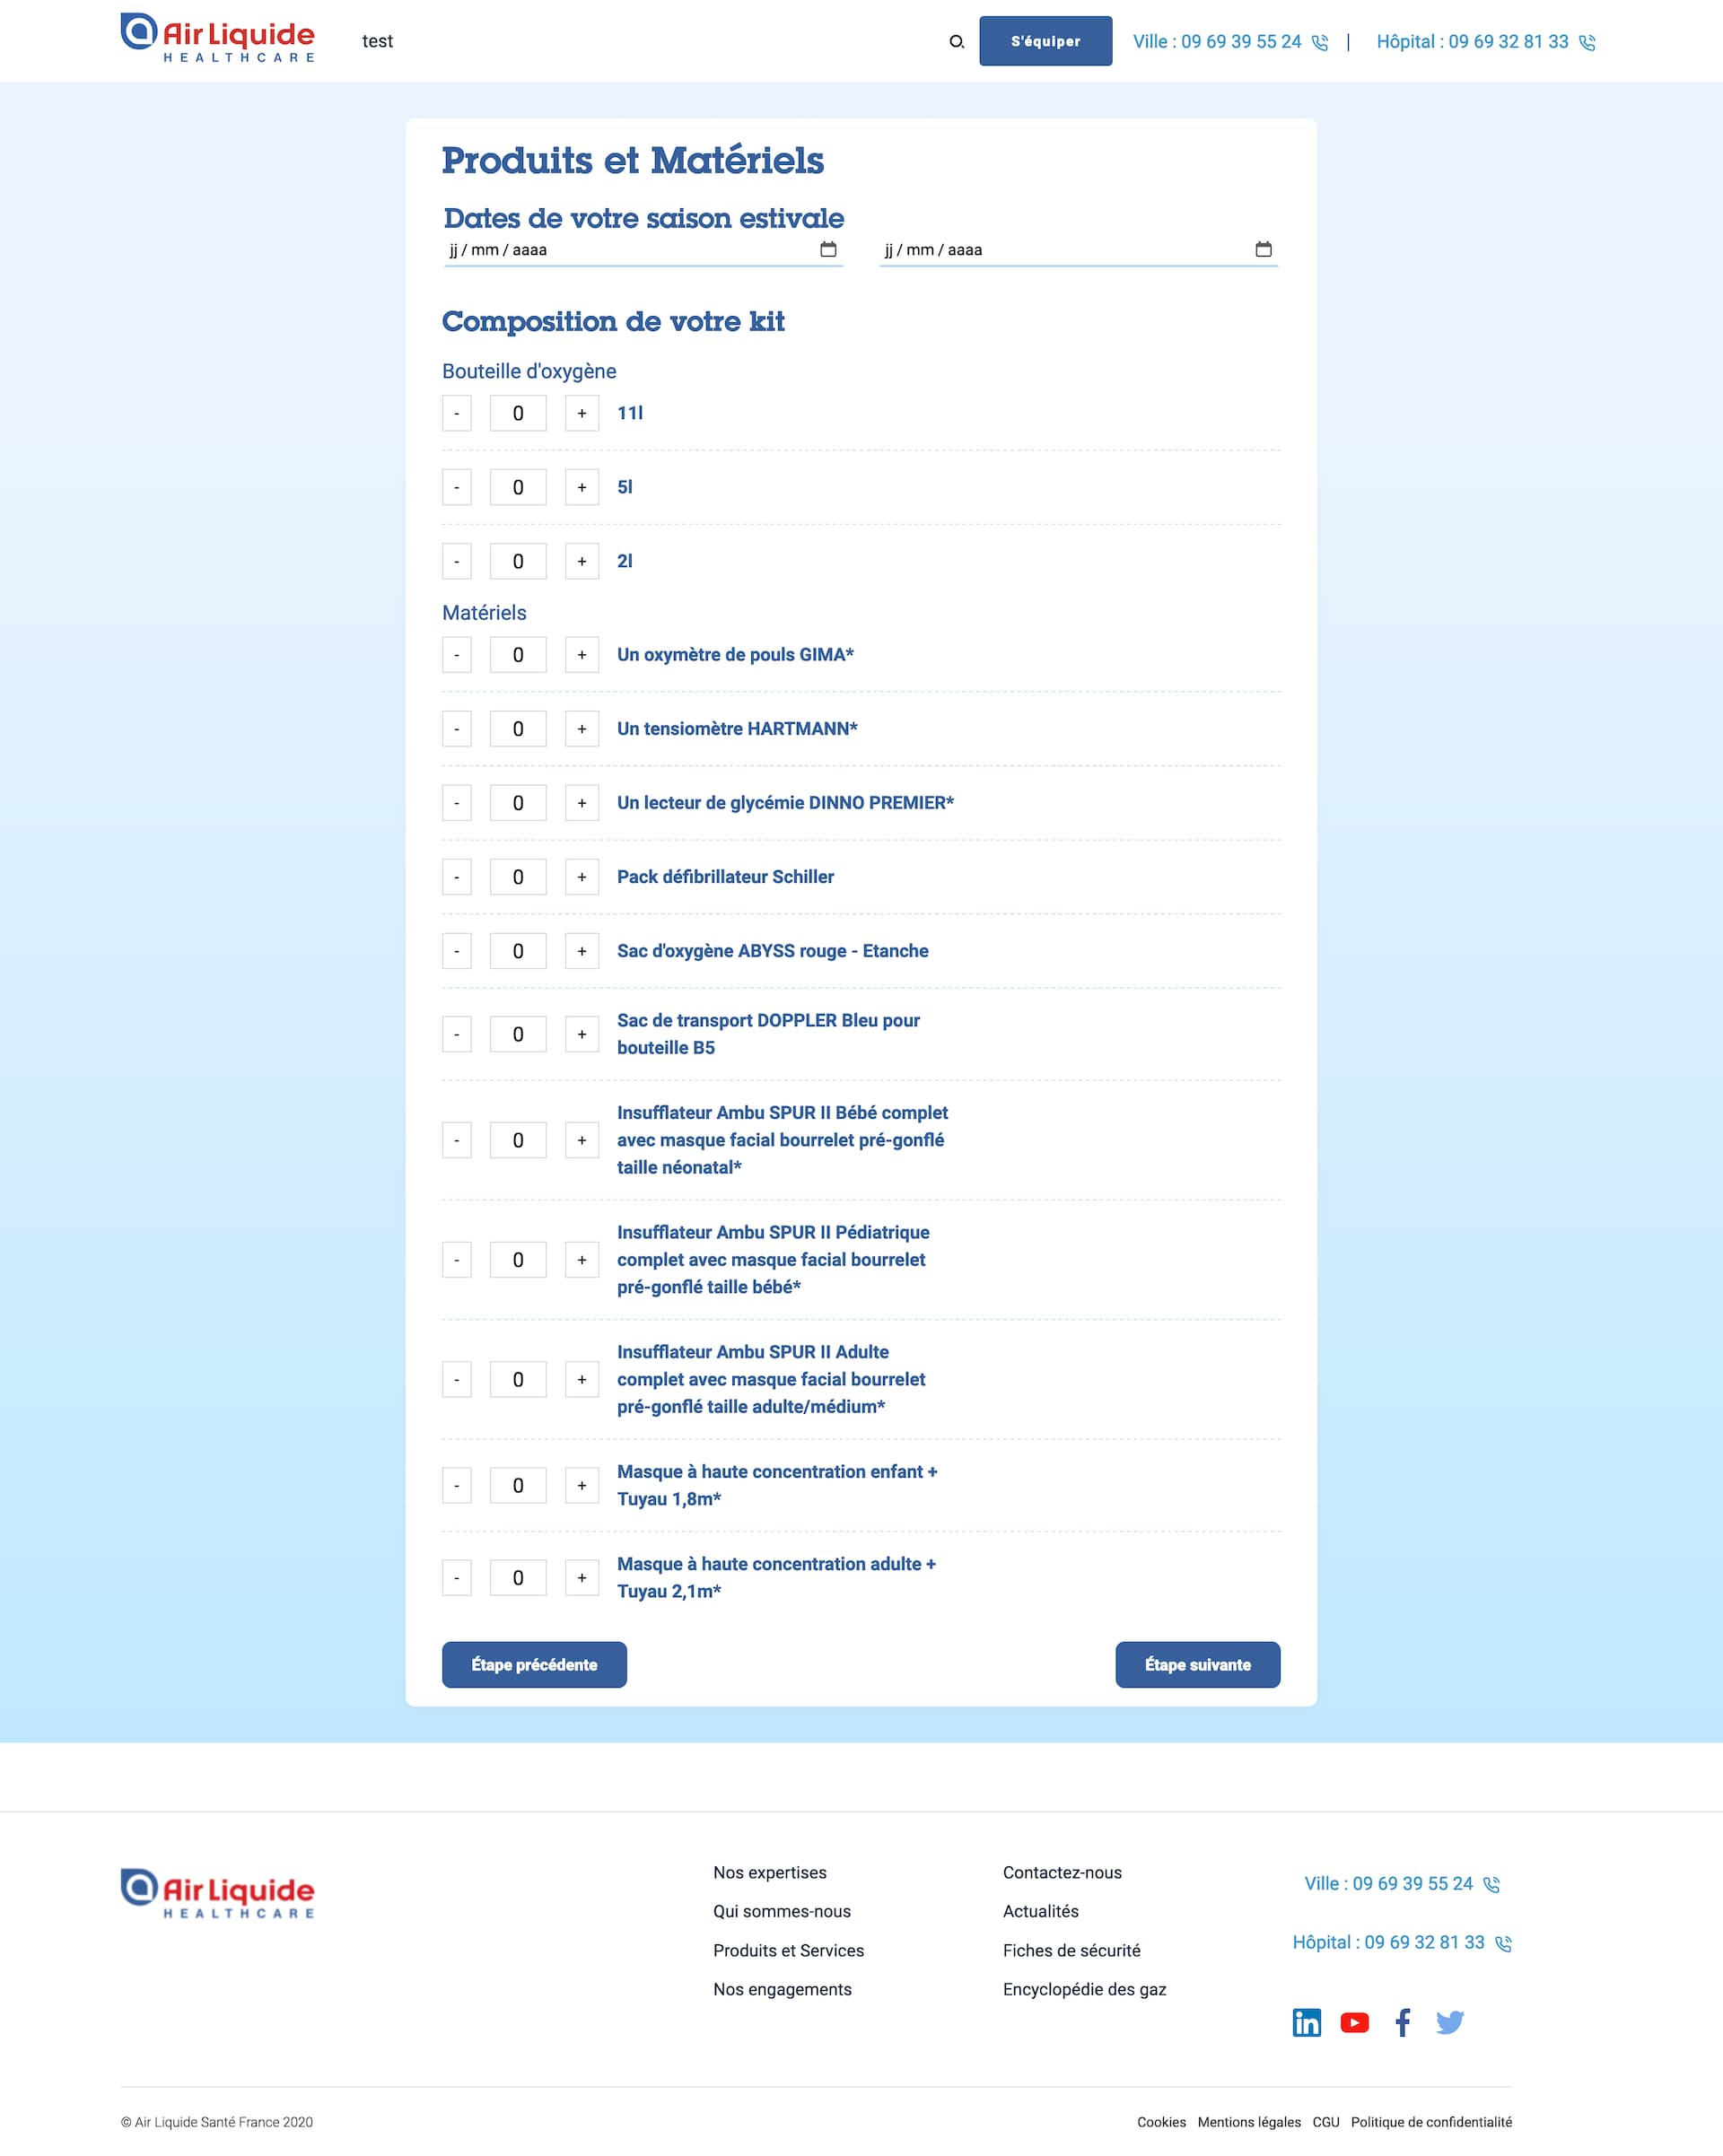 Air Liquide
HEALTHCARE
test
S'équiper
Ville : 09 69 39 55 24
|
Hôpital : 09 69 32 81 33
Produits et Matériels
Dates de votre saison estivale
jj / mm / aaaa
jj / mm / aaaa
Composition de votre kit
Bouteille d'oxygène
- 0 + 11l
- 0 + 5l
- 0 + 2l
Matériels
- 0 + Un oxymètre de pouls GIMA*
- 0 + Un tensiomètre HARTMANN*
- 0 + Un lecteur de glycémie DINNO PREMIER*
- 0 + Pack défibrillateur Schiller
- 0 + Sac d'oxygène ABYSS rouge - Etanche
- 0 + Sac de transport DOPPLER Bleu pour
bouteille B5
- 0 + Insufflateur Ambu SPUR II Bébé complet
avec masque facial bourrelet pré-gonflé
taille néonatal*
- 0 + Insufflateur Ambu SPUR II Pédiatrique
complet avec masque facial bourrelet
pré-gonflé taille bébé*
- 0 + Insufflateur Ambu SPUR II Adulte
complet avec masque facial bourrelet
pré-gonflé taille adulte/médium*
- 0 + Masque à haute concentration enfant +
Tuyau 1,8m*
- 0 + Masque à haute concentration adulte +
Tuyau 2,1m*
Étape précédente
Étape suivante
Air Liquide
HEALTHCARE
Nos expertises
Qui sommes-nous
Produits et Services
Nos engagements
Contactez-nous
Actualités
Fiches de sécurité
Encyclopédie des gaz
Ville : 09 69 39 55 24
Hôpital : 09 69 32 81 33
in
f
© Air Liquide Santé France 2020
Cookies Mentions légales CGU Politique de confidentialité